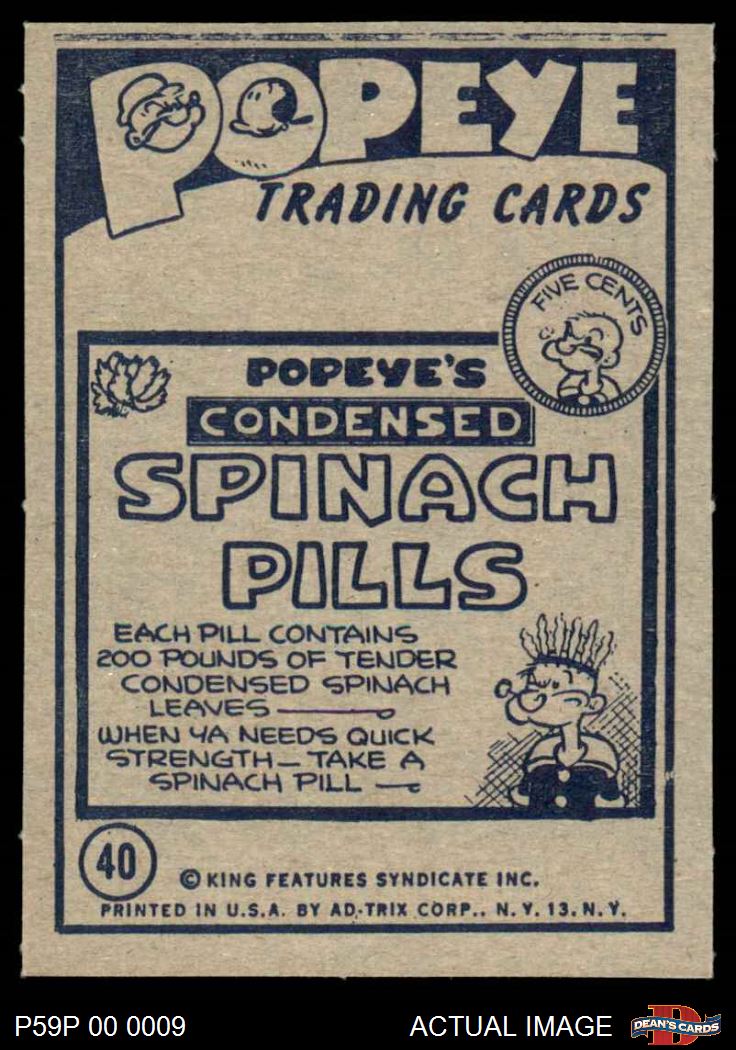 POPEYE
TRADING CARDS
FIVE CENTS
POPEYE'S
CONDENSED
SPINACH
PILLS
EACH PILL CONTAINS
200 POUNDS OF TENDER
CONDENSED SPINACH
LEAVES —
WHEN YA NEEDS QUICK
STRENGTH — TAKE A
SPINACH PILL —
40
© KING FEATURES SYNDICATE INC.
PRINTED IN U.S.A. BY AD-TRIX CORP., N.Y. 13, N.Y.
P59P 00 0009
ACTUAL IMAGE
DEAN'S CARDS